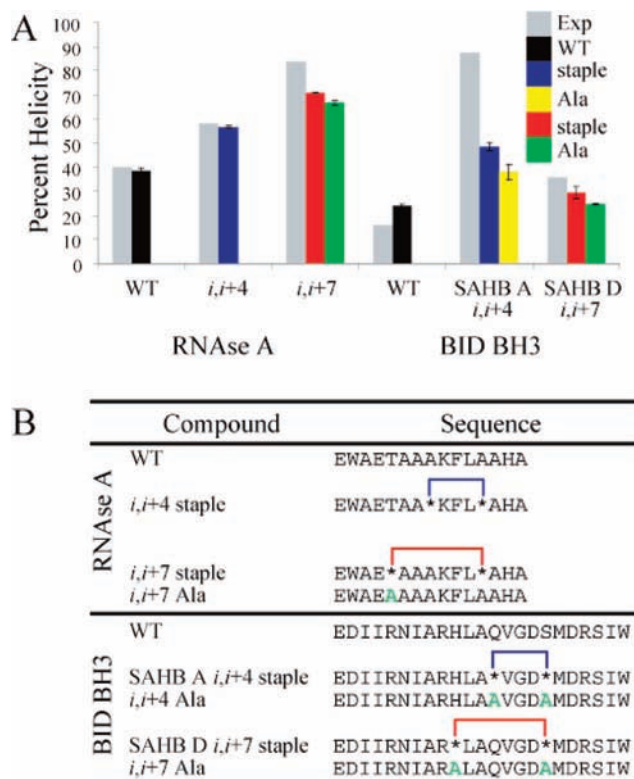 A
Percent Helicity
100
90
80
70
60
50
40
30
20
10
0
Exp
WT
staple
Ala
staple
Ala
WT i,i+4 i,i+7 WT SAHB A i,i+4 SAHB D i,i+7
RNAse A BID BH3
B
Compound Sequence
RNAse A
WT EWAETAAAKFLAAHA
i,i+4 staple EWAETAA*KFL*AHA
i,i+7 staple EWAE*AAAKFL*AHA
i,i+7 Ala EWAEAAAAKFLAAHA
BID BH3
WT EDIIRNIARHLAQVGDSMDRSIW
SAHB A i,i+4 staple EDIIRNIARHLA*VGD*MDRSIW
i,i+4 Ala EDIIRNIARHLAAVGDAMDRSIW
SAHB D i,i+7 staple EDIIRNIAR*LAQVGD*MDRSIW
i,i+7 Ala EDIIRNIARALAQVGDAMDRSIW